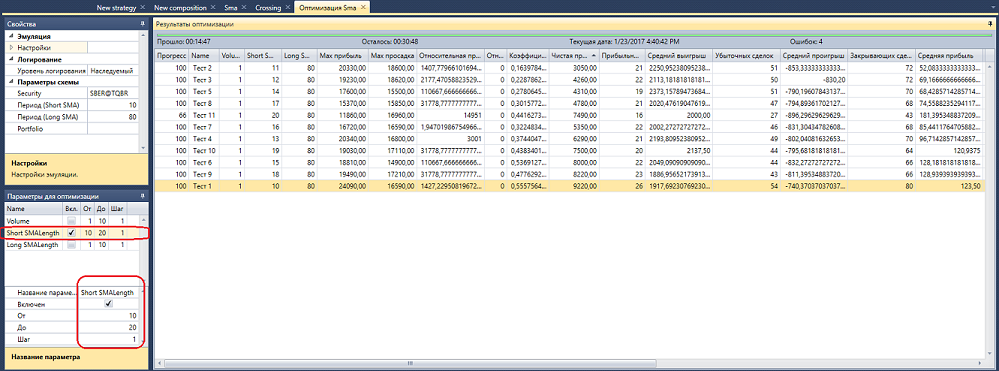 New strategy × New composition × Sma × Crossing × Оптимизация Sma ×
Свойства
Эмуляция
Настройки
Логирование
Уровень логирования Наследуемый
Параметры схемы
Security SBER@TQBR
Период (Short SMA) 10
Период (Long SMA) 80
Portfolio
Настройки
Настройки эмуляции.
Параметры для оптимизации
Name Вкл. От До Шаг
Volume 1 10 1
Short SMALength 10 20 1
Long SMALength 1 10 1
Название параме... Short SMALength
Включен
От 10
До 20
Шаг 1
Название параметра
Результаты оптимизации
Прошло: 00:14:47 Осталось: 00:30:48 Текущая дата: 1/23/2017 4:40:42 PM Ошибок: 4
Прогресс Name Volu... Short S... Long S... Max прибыль Max просадка Относительная пр... Отн... Коэффици... Чистая пр... Прибыльн... Средний выигрыш Убыточных сделок Средний проигрыш Закрывающих сде... Средняя прибыль
100 Тест 2 1 11 80 20330,00 18600,00 1407,77966101694... 0,1639784... 3050,00 21 2250,95238095238... 51 -853,33333333333... 72 52,0833333333333...
100 Тест 3 1 12 80 19230,00 18620,00 2177,47058823529... 0,2287862... 4260,00 22 2113,18181818181... 50 -830,20 72 69,1666666666666...
100 Тест 5 1 14 80 17600,00 15500,00 110667,666666666... 0,2780645... 4310,00 19 2373,15789473684... 51 -790,19607843137... 70 68,4285714285714...
100 Тест 8 1 17 80 15370,00 15850,00 31778,7777777777... 0,3015772... 4780,00 21 2020,47619047619... 47 -794,89361702127... 68 74,5588235294117...
66 Тест 11 1 20 80 11860,00 16960,00 14951 0,4416273... 7490,00 16 2000,00 27 -896,29629629629... 43 181,395348837209...
100 Тест 7 1 16 80 16720,00 16590,00 1,94701986754966... 0,3224834... 5350,00 22 2002,27272727272... 46 -831,30434782608... 68 85,4411764705882...
100 Тест 4 1 13 80 20340,00 16800,00 3001 0,3744047... 6290,00 21 2194,28571428571... 49 -802,04081632653... 74 96,7142857142857...
100 Тест 10 1 19 80 19030,00 17110,00 31778,7777777777... 0,4383401... 7500,00 20 2137,50 44 -795,68181818181... 64 120,9375
100 Тест 6 1 15 80 18810,00 14900,00 110667,666666666... 0,5369127... 8000,00 22 2049,09090909090... 44 -832,27272727272... 66 128,181818181818...
100 Тест 9 1 18 80 19490,00 17210,00 31778,7777777777... 0,4776292... 8220,00 23 1886,95652173913... 43 -811,39534883720... 66 128,939393939393...
100 Тест 1 1 10 80 24090,00 16590,00 1427,22950819672... 0,5557564... 9220,00 26 1917,69230769230... 54 -740,37037037037... 80 123,50